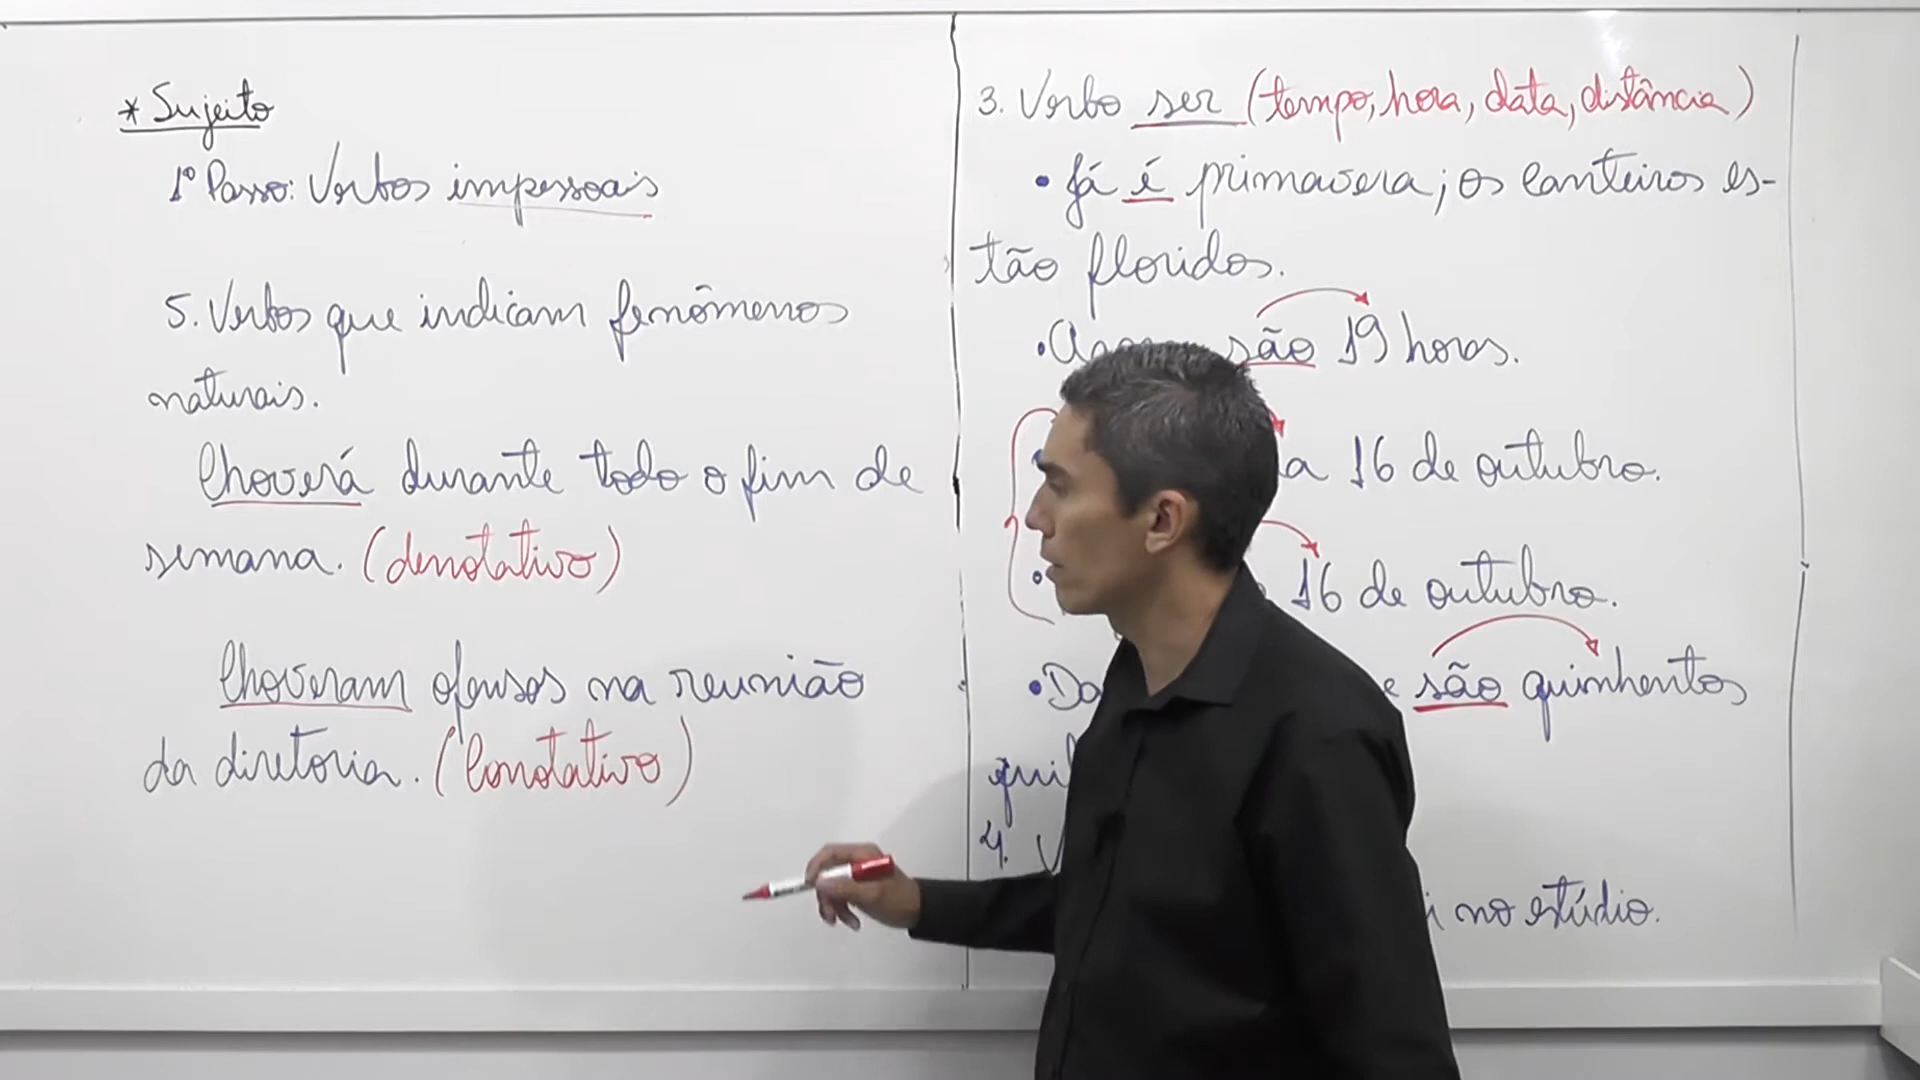 * Sujeito
1º Passo: Verbos impessoais
5. Verbos que indicam fenômenos
naturais.
Choverá durante todo o fim de
semana. (denotativo)
Choveram ofensas na reunião
da diretoria. (Conotativo)
3. Verbo ser (tempo, hora, data, distância)
• Já é primavera; os canteiros es-
tão floridos.
• são 19 horas.
16 de outubro.
16 de outubro.
• são quinhentos
4.
no estúdio.